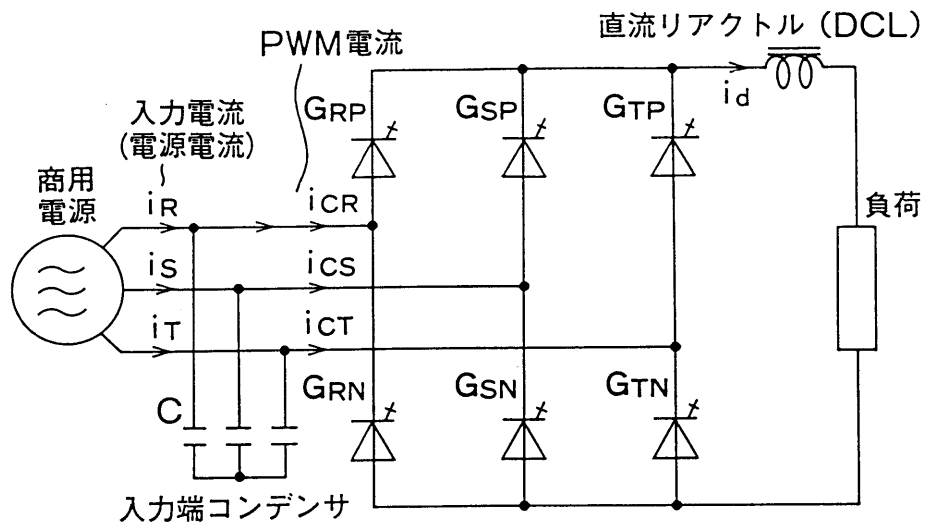 直流リアクトル (DCL)
PWM電流
id
GRP
GSP
GTP
入力電流
(電源電流)
商用
電源
iR
iCR
負荷
iS
iCS
iT
iCT
GRN
GSN
GTN
C
入力端コンデンサ